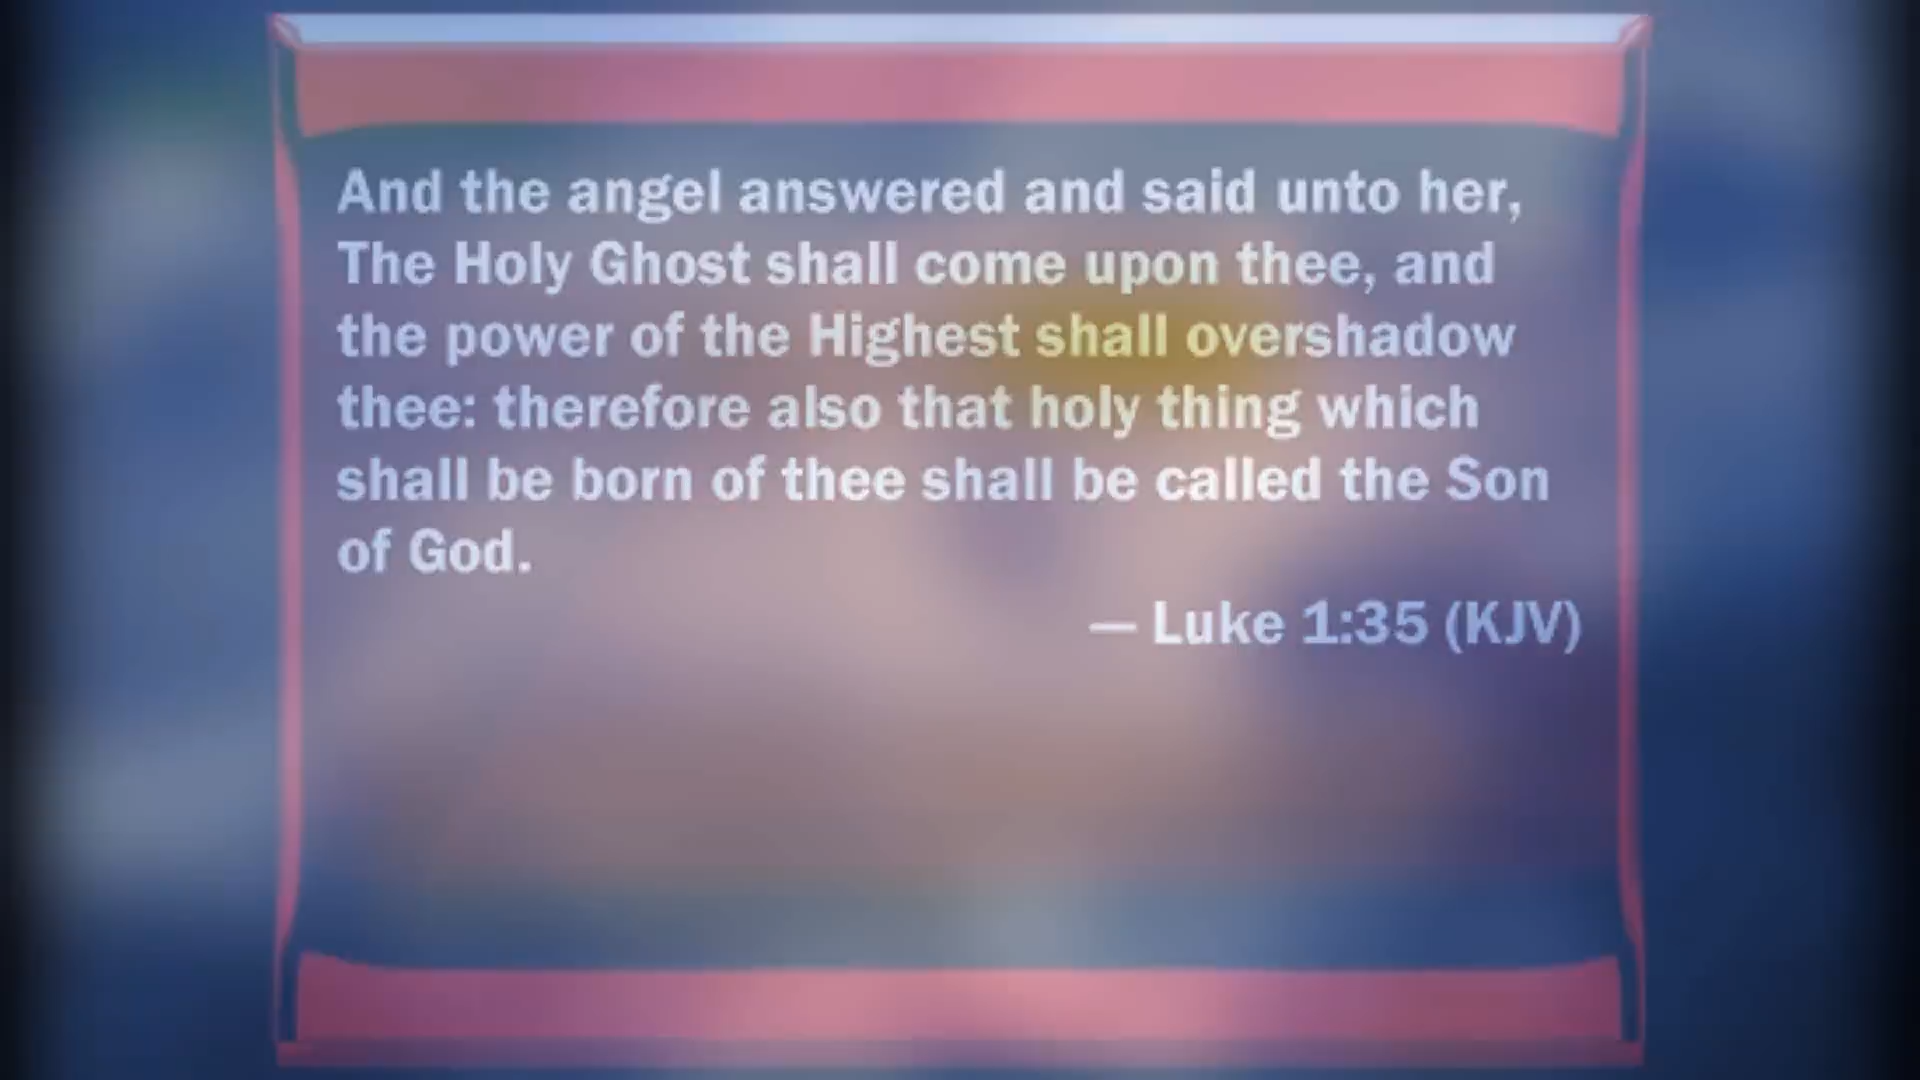 And the angel answered and said unto her,
The Holy Ghost shall come upon thee, and
the power of the Highest shall overshadow
thee: therefore also that holy thing which
shall be born of thee shall be called the Son
of God.
— Luke 1:35 (KJV)